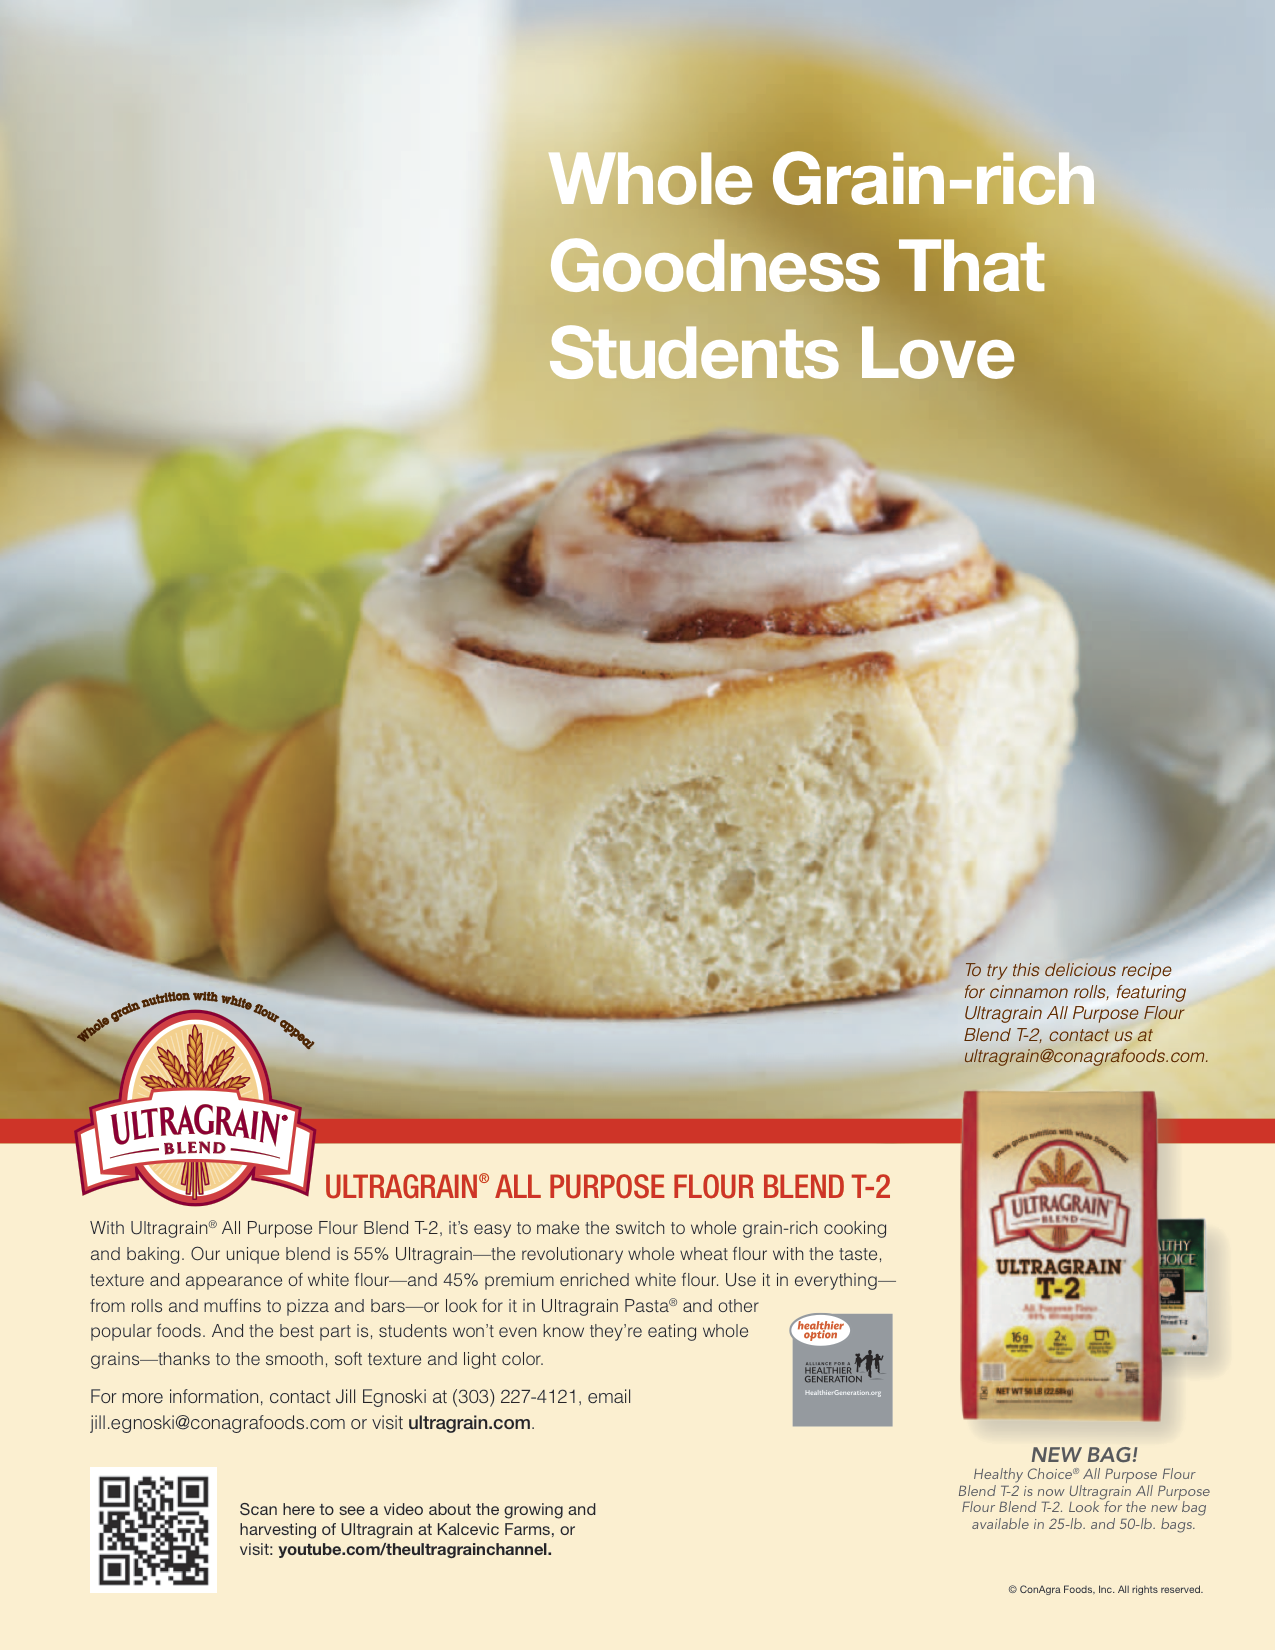 Whole Grain-rich
Goodness That
Students Love
To try this delicious recipe
for cinnamon rolls, featuring
Ultragrain All Purpose Flour
Blend T-2, contact us at
ultragrain@conagrafoods.com.
Whole grain nutrition with white flour appeal
ULTRAGRAIN®
BLEND
ULTRAGRAIN® ALL PURPOSE FLOUR BLEND T-2
With Ultragrain® All Purpose Flour Blend T-2, it’s easy to make the switch to whole grain-rich cooking
and baking. Our unique blend is 55% Ultragrain—the revolutionary whole wheat flour with the taste,
texture and appearance of white flour—and 45% premium enriched white flour. Use it in everything—
from rolls and muffins to pizza and bars—or look for it in Ultragrain Pasta® and other
popular foods. And the best part is, students won’t even know they’re eating whole
grains—thanks to the smooth, soft texture and light color.
For more information, contact Jill Egnoski at (303) 227-4121, email
jill.egnoski@conagrafoods.com or visit ultragrain.com.
healthier
option
ALLIANCE FOR A
HEALTHIER
GENERATION
HealthierGeneration.org
Whole grain nutrition with white flour appeal
ULTRAGRAIN
BLEND
ULTRAGRAIN
T-2
All Purpose Flour
55% Ultragrain
16g
2x
NET WT 50 LB (22.68kg)
LTHY
HOICE
Blend T-2
NEW BAG!
Healthy Choice® All Purpose Flour
Blend T-2 is now Ultragrain All Purpose
Flour Blend T-2. Look for the new bag
available in 25-lb. and 50-lb. bags.
Scan here to see a video about the growing and
harvesting of Ultragrain at Kalcevic Farms, or
visit: youtube.com/theultragrainchannel.
© ConAgra Foods, Inc. All rights reserved.